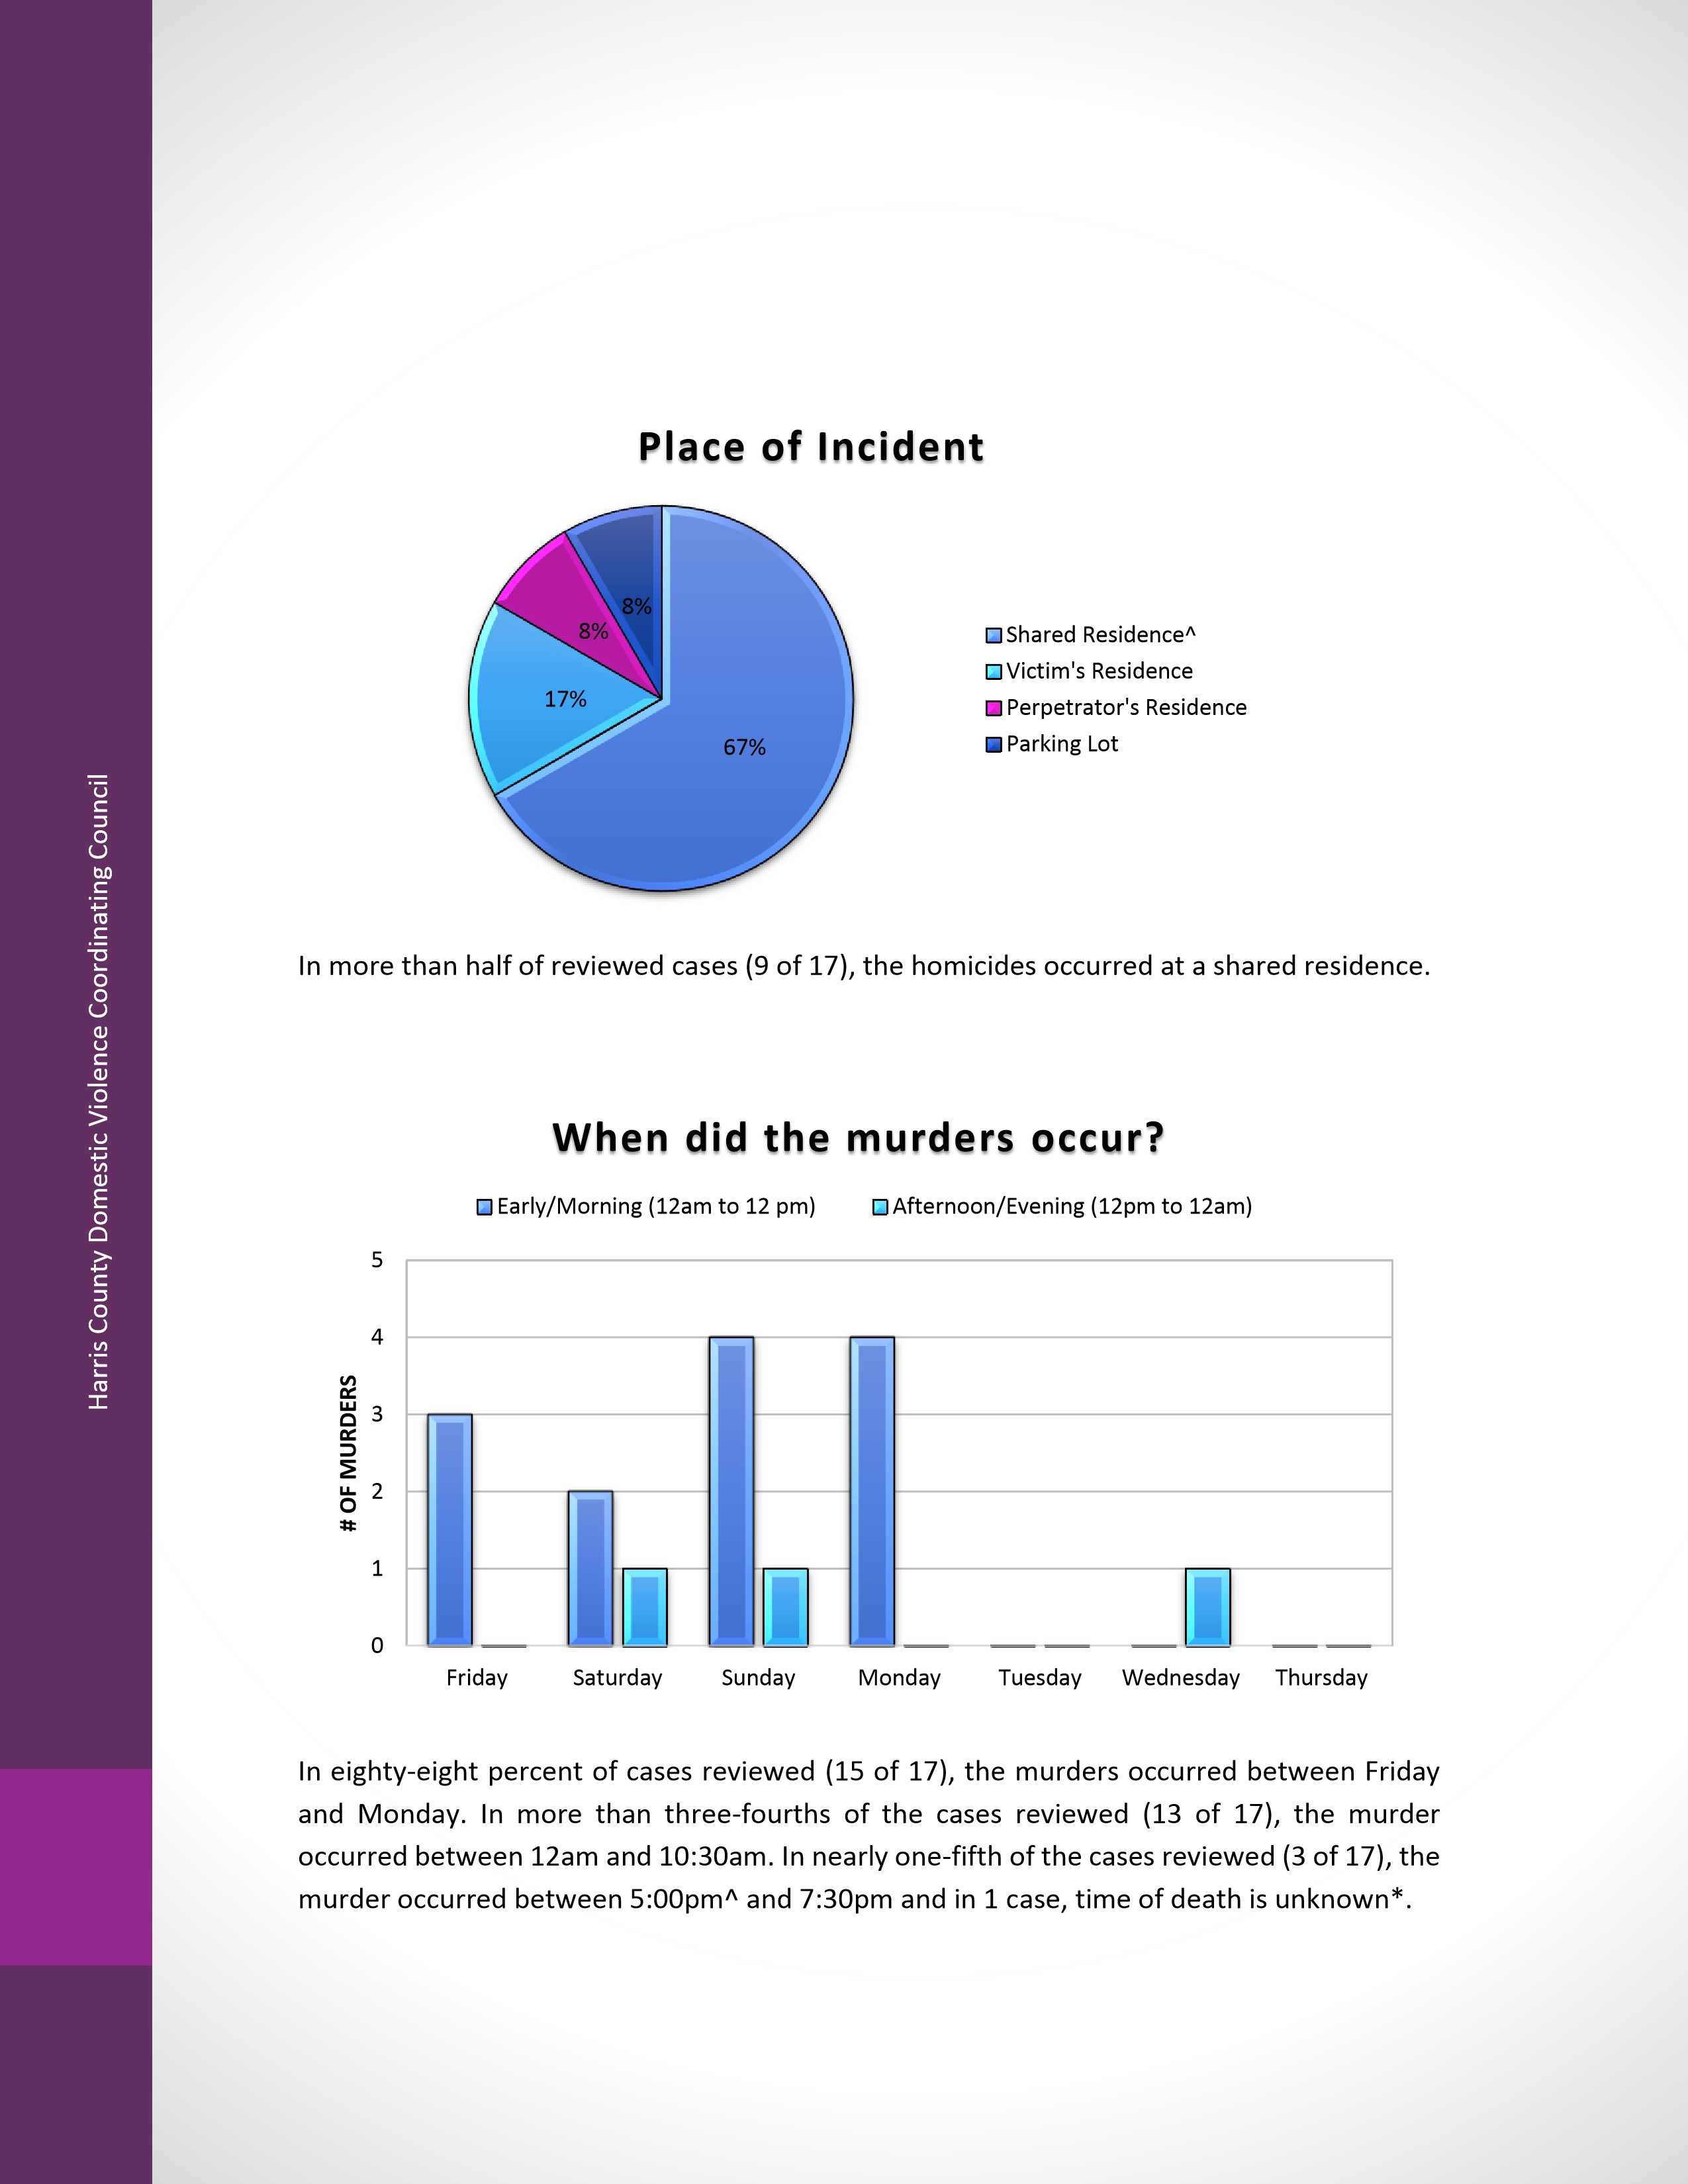 Harris County Domestic Violence Coordinating Council
Place of Incident
8%
8%
17%
67%
Shared Residence^
Victim's Residence
Perpetrator's Residence
Parking Lot
In more than half of reviewed cases (9 of 17), the homicides occurred at a shared residence.
When did the murders occur?
Early/Morning (12am to 12 pm) Afternoon/Evening (12pm to 12am)
# OF MURDERS
5
4
3
2
1
0
Friday Saturday Sunday Monday Tuesday Wednesday Thursday
In eighty-eight percent of cases reviewed (15 of 17), the murders occurred between Friday
and Monday. In more than three-fourths of the cases reviewed (13 of 17), the murder
occurred between 12am and 10:30am. In nearly one-fifth of the cases reviewed (3 of 17), the
murder occurred between 5:00pm^ and 7:30pm and in 1 case, time of death is unknown*.